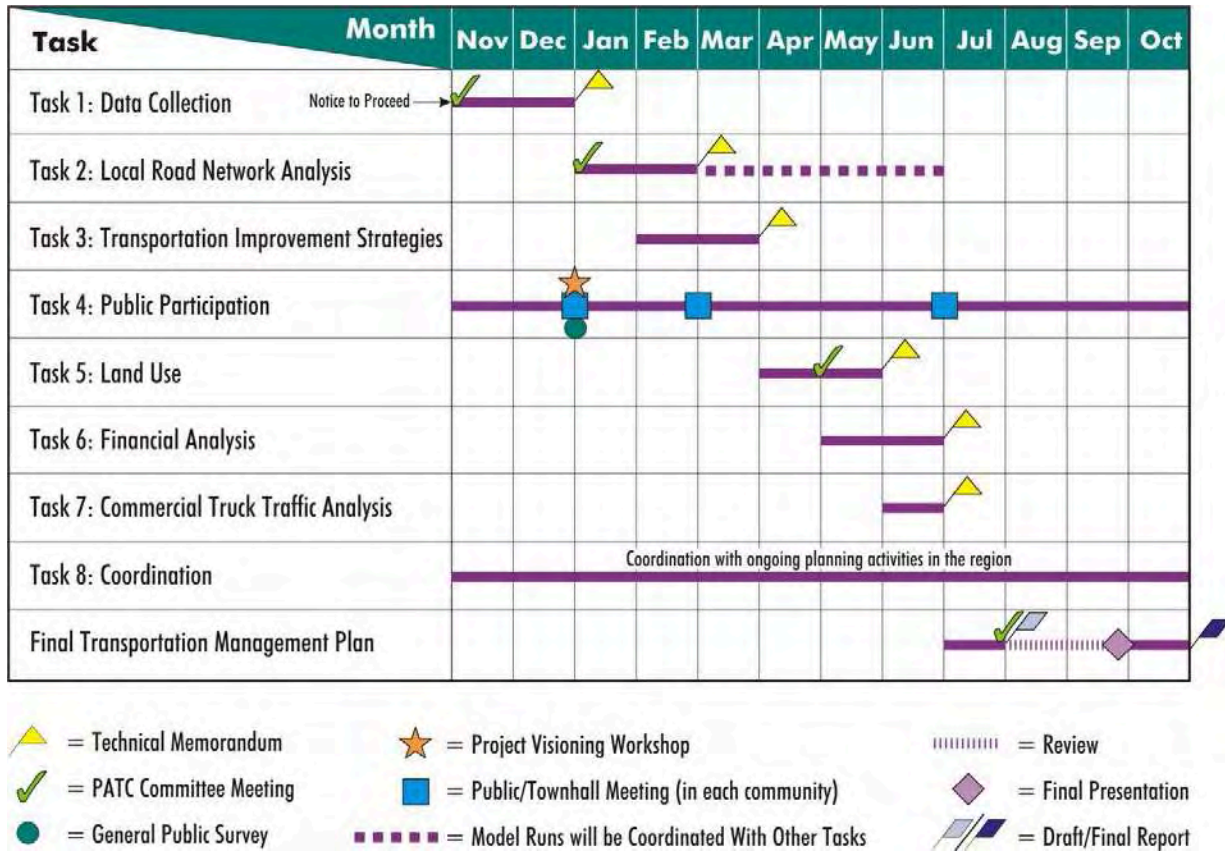 Task
Month
Nov Dec Jan Feb Mar Apr May Jun Jul Aug Sep Oct
Task 1: Data Collection
Notice to Proceed
Task 2: Local Road Network Analysis
Task 3: Transportation Improvement Strategies
Task 4: Public Participation
Task 5: Land Use
Task 6: Financial Analysis
Task 7: Commercial Truck Traffic Analysis
Coordination with ongoing planning activities in the region
Task 8: Coordination
Final Transportation Management Plan
= Technical Memorandum
= Project Visioning Workshop
= Review
= PATC Committee Meeting
= Public/Townhall Meeting (in each community)
= Final Presentation
= General Public Survey
= Model Runs will be Coordinated With Other Tasks
= Draft/Final Report